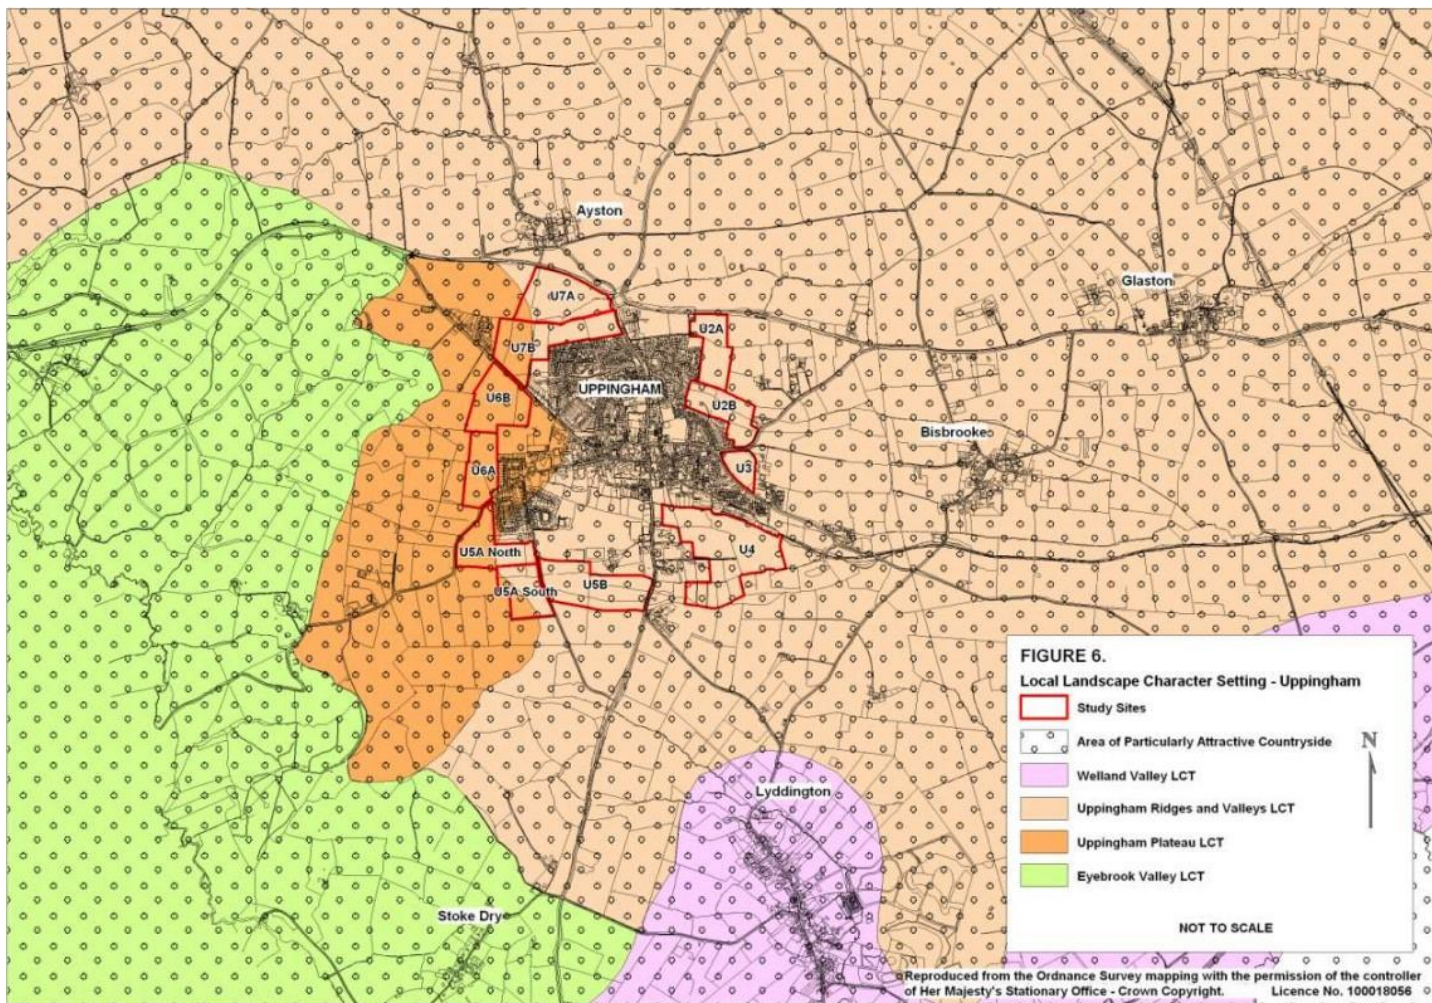 Ayston
Glaston
U7A
U2A
U7B
UPPINGHAM
U6B
U2B
Bisbrooke
U6A
U3
U5A North
U4
U5B
U5A South
Lyddington
Stoke Dry
FIGURE 6.
Local Landscape Character Setting - Uppingham
Study Sites
Area of Particularly Attractive Countryside
N
Welland Valley LCT
Uppingham Ridges and Valleys LCT
Uppingham Plateau LCT
Eyebrook Valley LCT
NOT TO SCALE
Reproduced from the Ordnance Survey mapping with the permission of the controller
of Her Majesty's Stationary Office - Crown Copyright. Licence No. 100018056